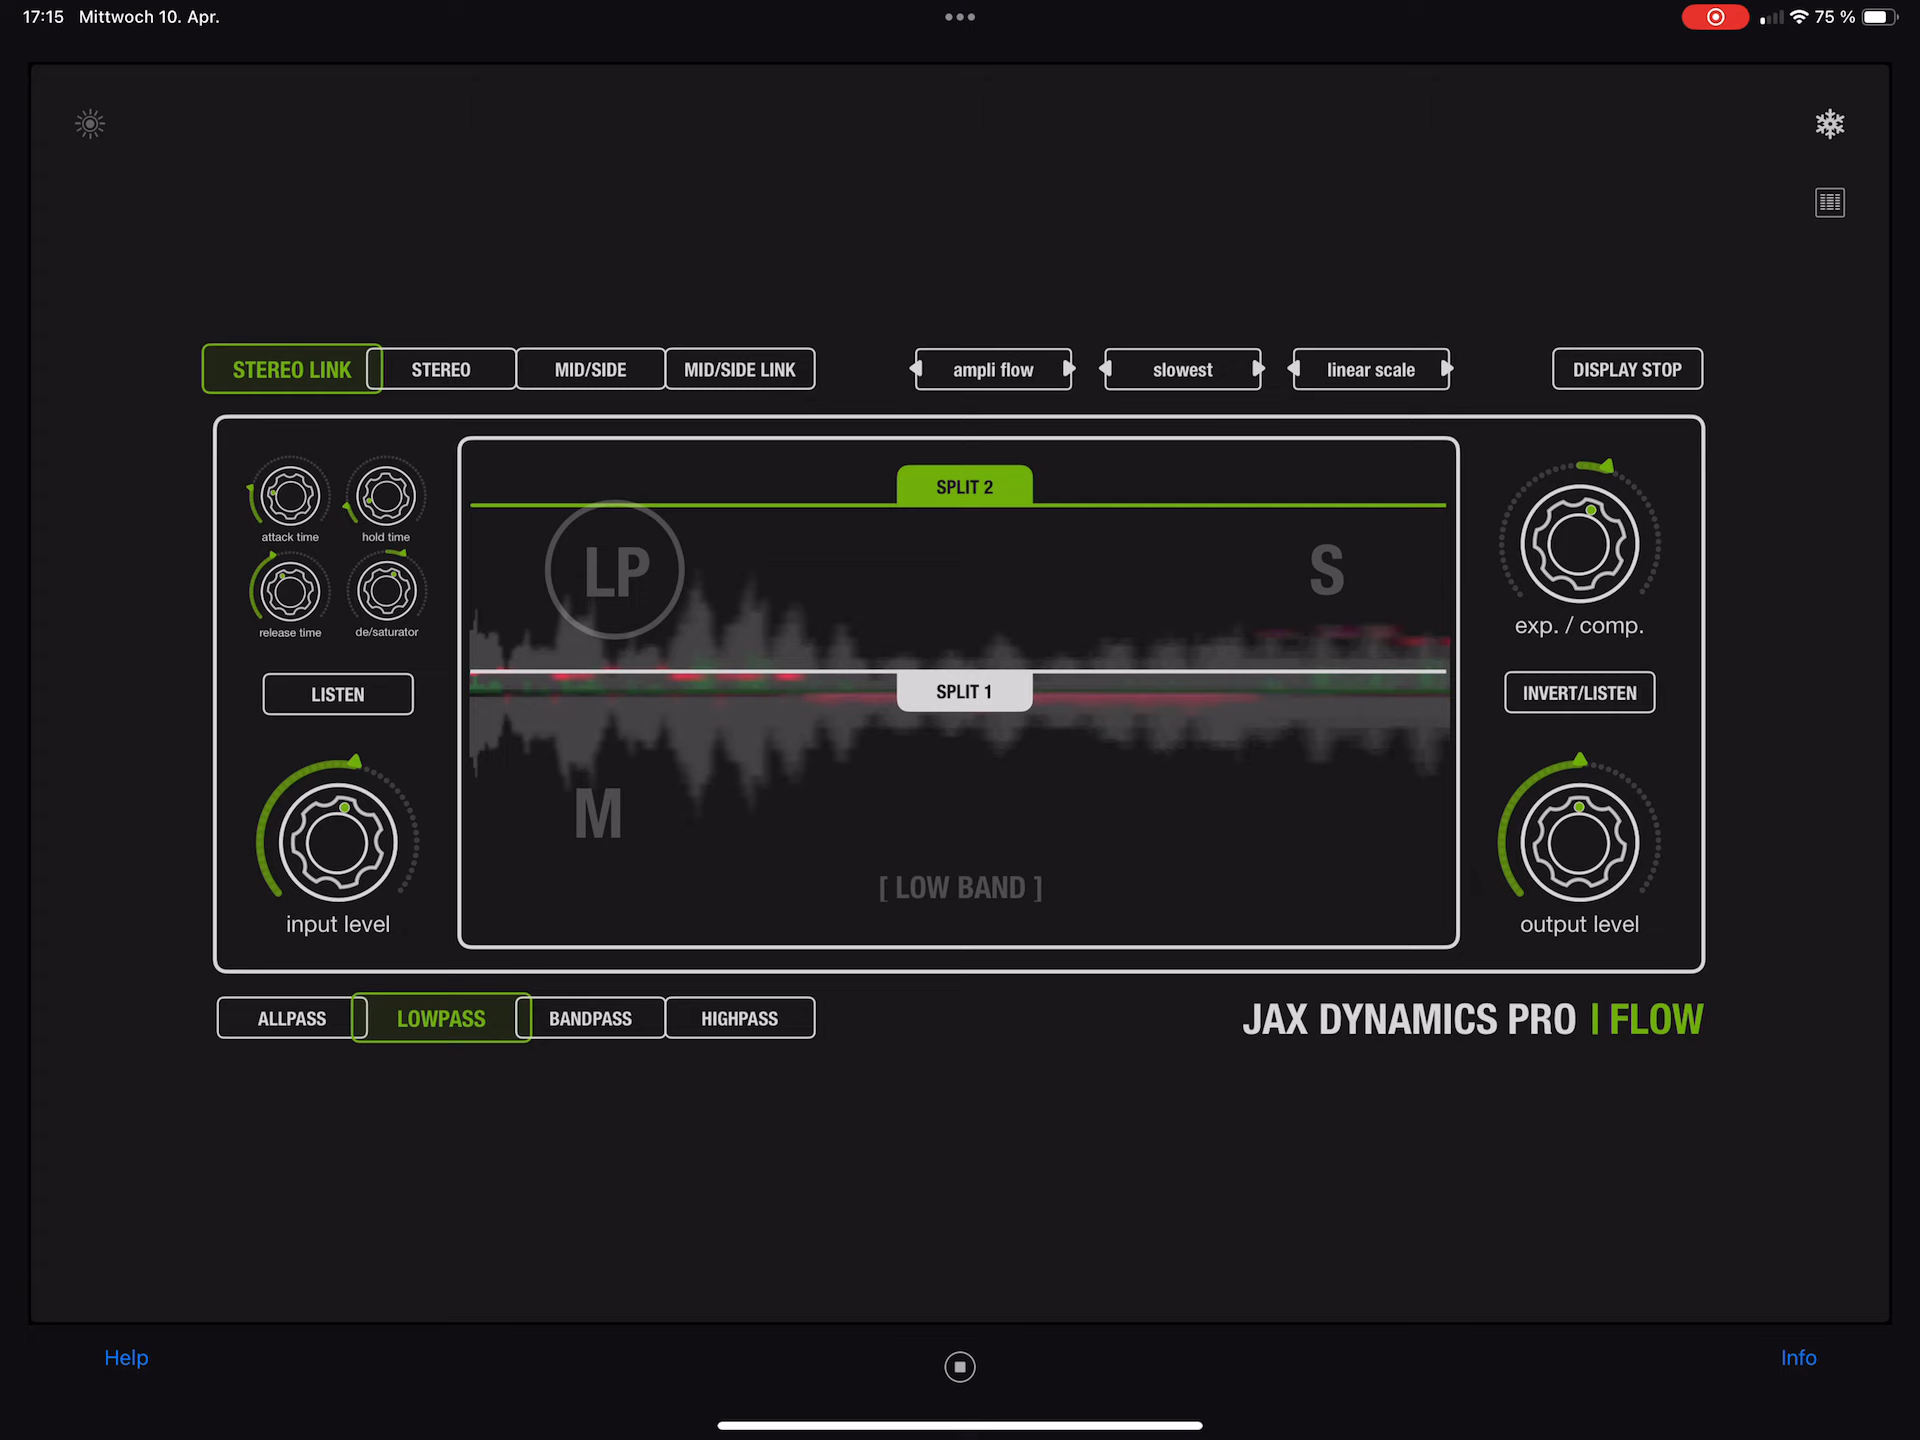 17:15 Mittwoch 10. Apr.
75 %
STEREO LINK STEREO MID/SIDE MID/SIDE LINK ampli flow slowest linear scale DISPLAY STOP
SPLIT 2
attack time hold time
LP S
release time de/saturator exp. / comp.
LISTEN SPLIT 1 INVERT/LISTEN
M
[ LOW BAND ]
input level output level
ALLPASS LOWPASS BANDPASS HIGHPASS JAX DYNAMICS PRO | FLOW
Help Info